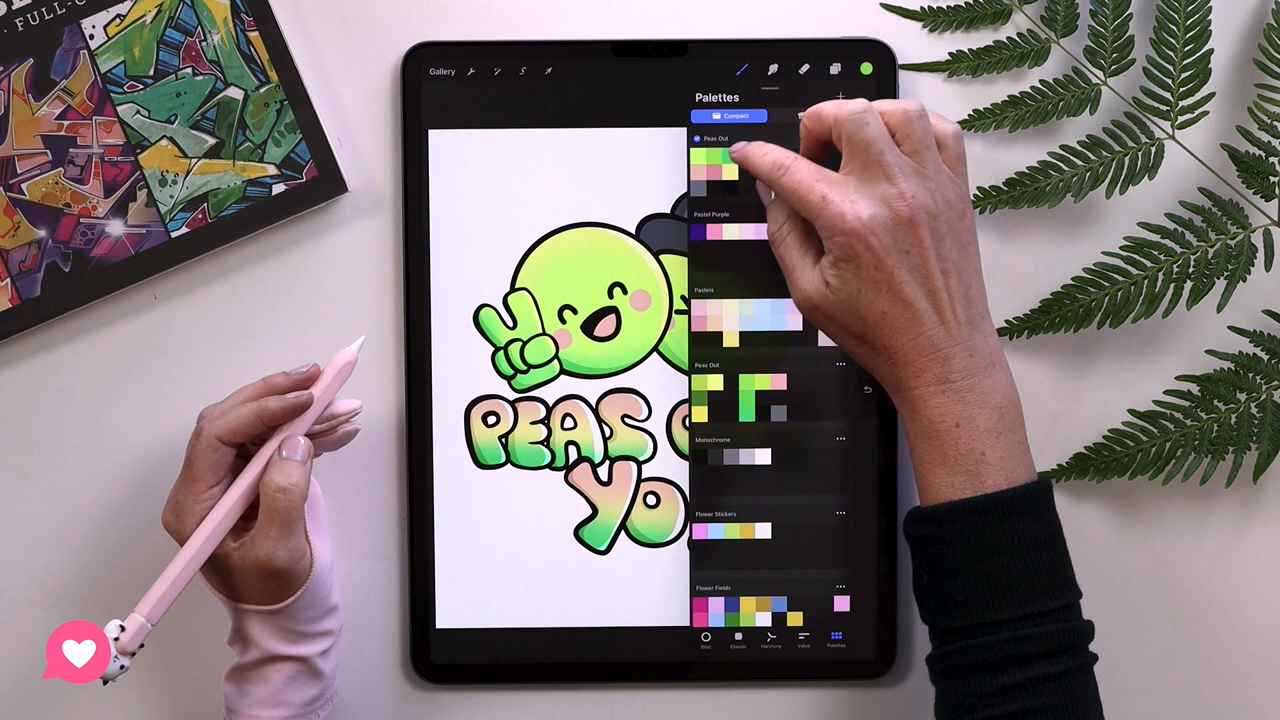 FULL-C
Gallery
Palettes
Compact
Peas Out
Pastel Purple
Pastels
Peas Out
Monochrome
Flower Stickers
Flower Fields
Disc
Classic
Harmony
Value
Palettes
PEAS
YO